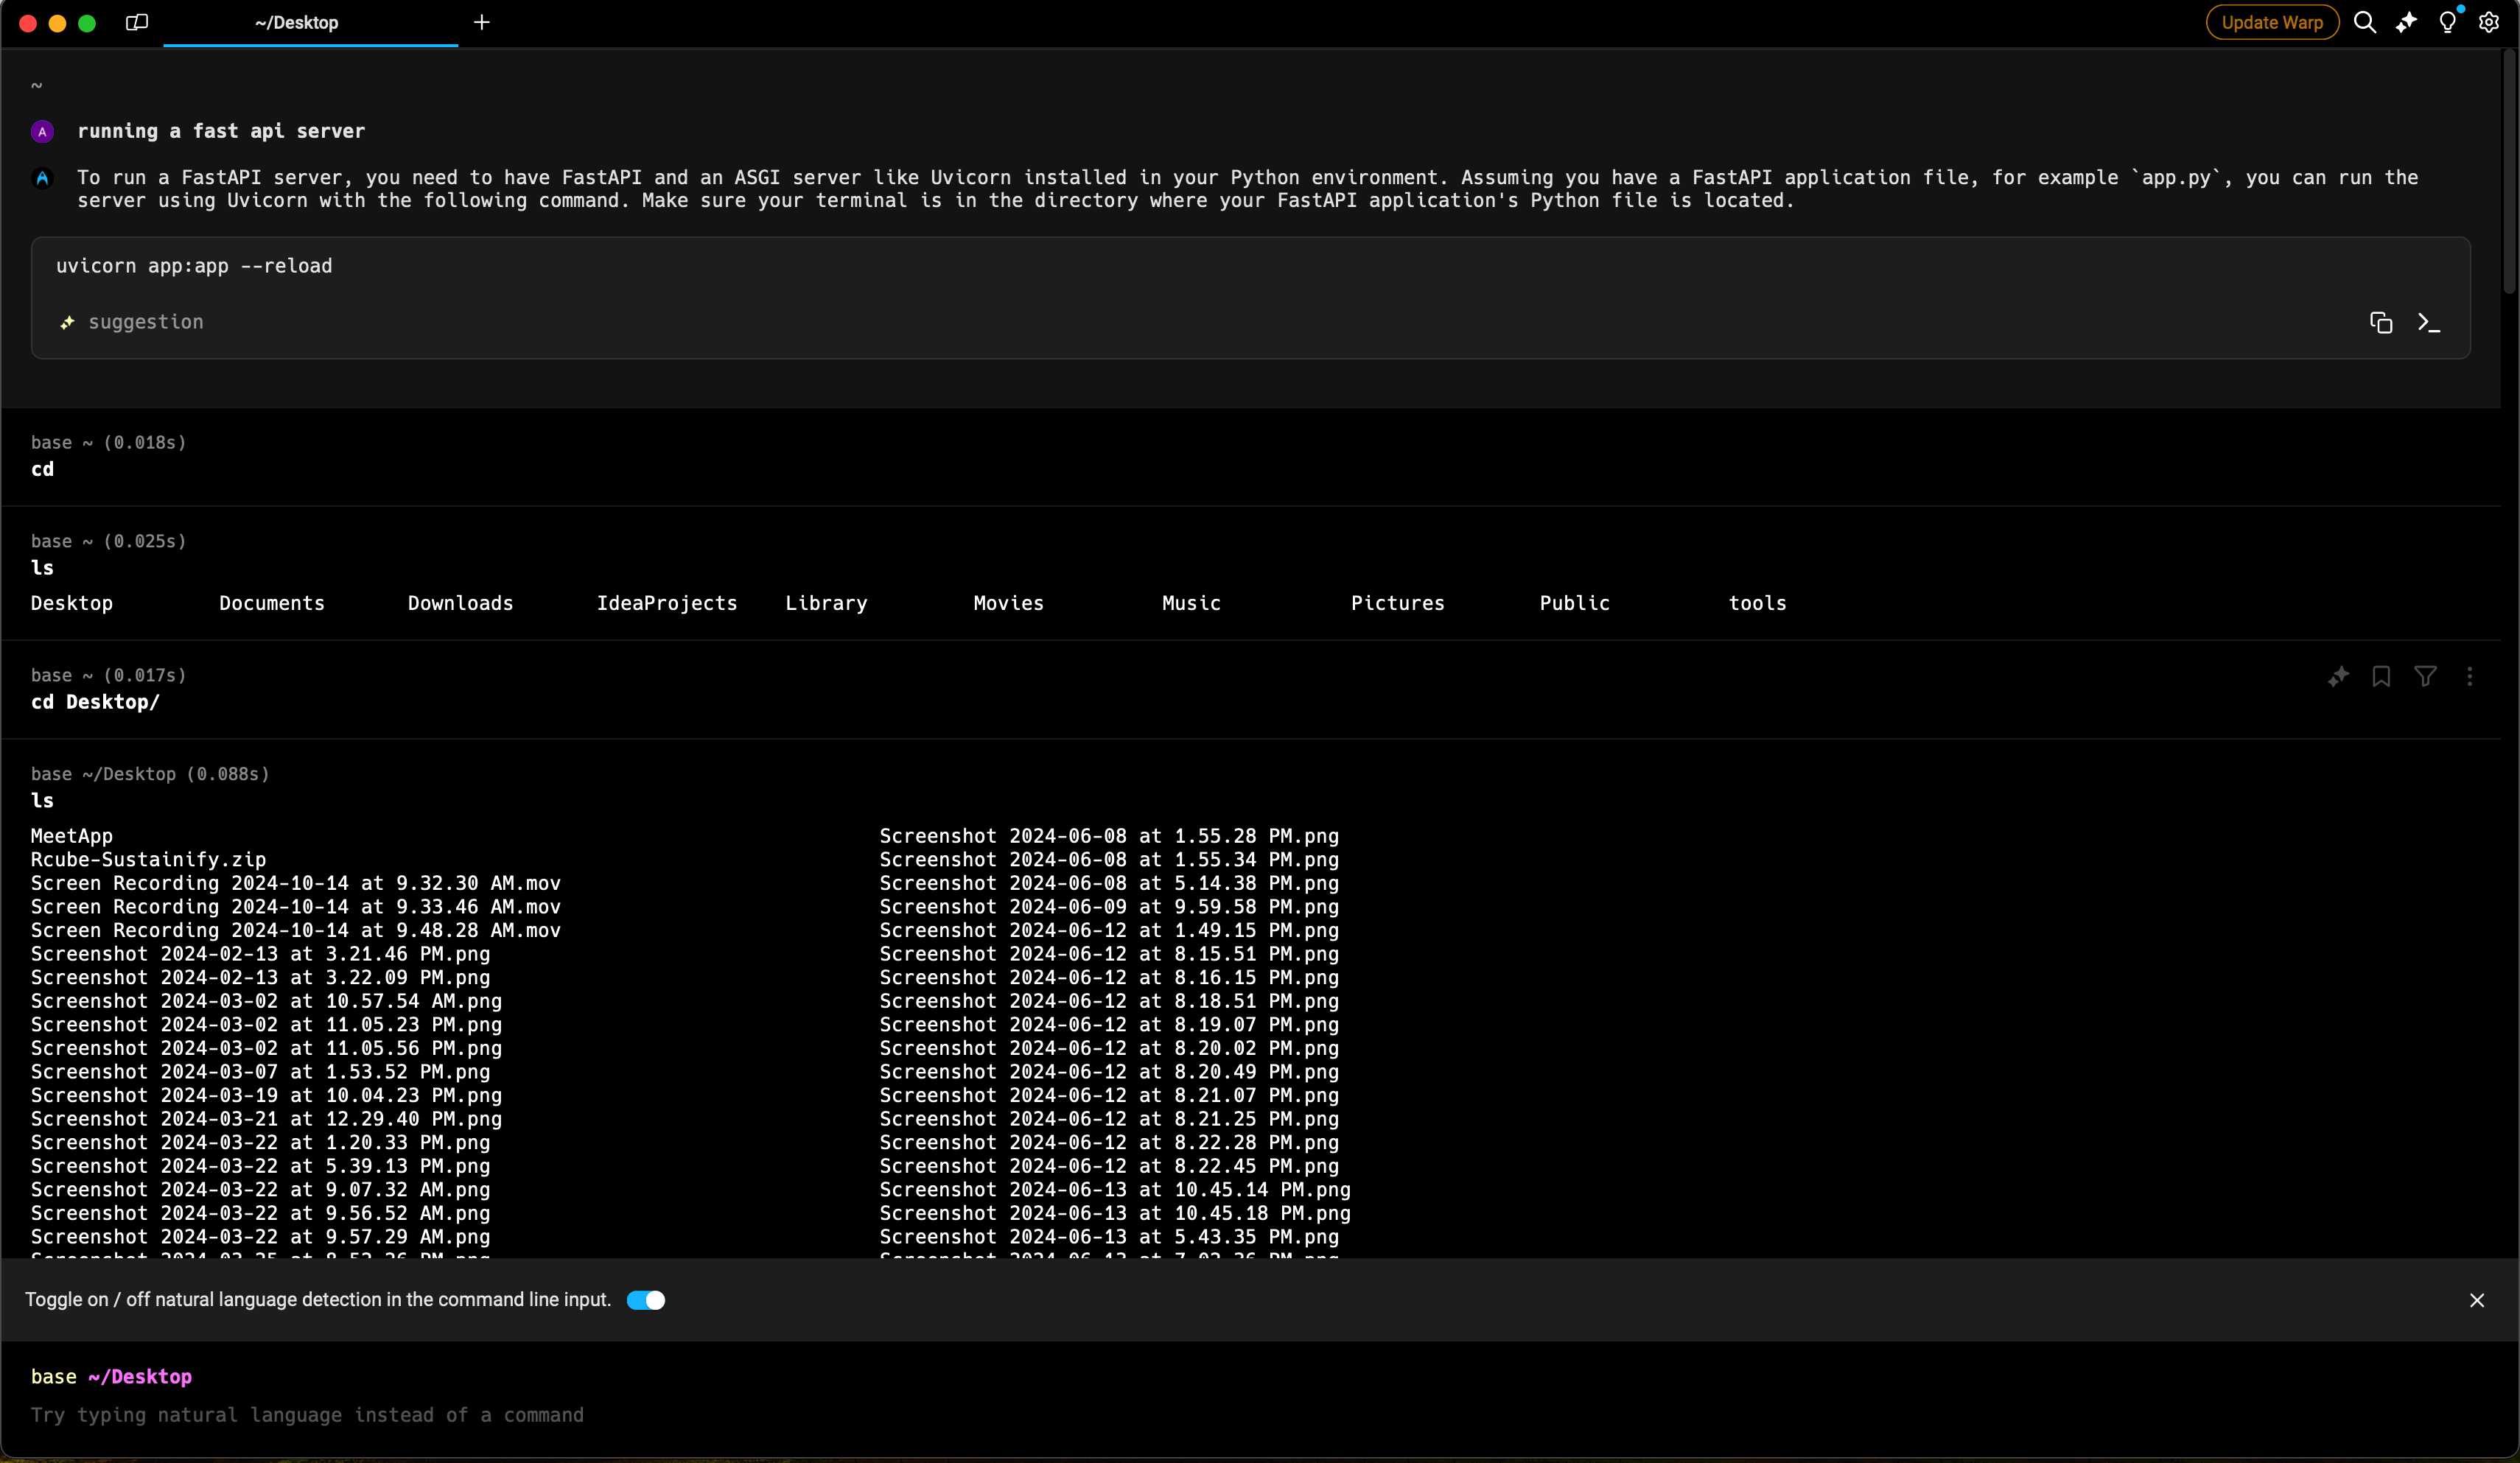 ~/Desktop
Update Warp
~
A running a fast api server
To run a FastAPI server, you need to have FastAPI and an ASGI server like Uvicorn installed in your Python environment. Assuming you have a FastAPI application file, for example `app.py`, you can run the
server using Uvicorn with the following command. Make sure your terminal is in the directory where your FastAPI application's Python file is located.
uvicorn app:app --reload
suggestion
base ~ (0.018s)
cd
base ~ (0.025s)
ls
Desktop Documents Downloads IdeaProjects Library Movies Music Pictures Public tools
base ~ (0.017s)
cd Desktop/
base ~/Desktop (0.088s)
ls
MeetApp Screenshot 2024-06-08 at 1.55.28 PM.png
Rcube-Sustainify.zip Screenshot 2024-06-08 at 1.55.34 PM.png
Screen Recording 2024-10-14 at 9.32.30 AM.mov Screenshot 2024-06-08 at 5.14.38 PM.png
Screen Recording 2024-10-14 at 9.33.46 AM.mov Screenshot 2024-06-09 at 9.59.58 PM.png
Screen Recording 2024-10-14 at 9.48.28 AM.mov Screenshot 2024-06-12 at 1.49.15 PM.png
Screenshot 2024-02-13 at 3.21.46 PM.png Screenshot 2024-06-12 at 8.15.51 PM.png
Screenshot 2024-02-13 at 3.22.09 PM.png Screenshot 2024-06-12 at 8.16.15 PM.png
Screenshot 2024-03-02 at 10.57.54 AM.png Screenshot 2024-06-12 at 8.18.51 PM.png
Screenshot 2024-03-02 at 11.05.23 PM.png Screenshot 2024-06-12 at 8.19.07 PM.png
Screenshot 2024-03-02 at 11.05.56 PM.png Screenshot 2024-06-12 at 8.20.02 PM.png
Screenshot 2024-03-07 at 1.53.52 PM.png Screenshot 2024-06-12 at 8.20.49 PM.png
Screenshot 2024-03-19 at 10.04.23 PM.png Screenshot 2024-06-12 at 8.21.07 PM.png
Screenshot 2024-03-21 at 12.29.40 PM.png Screenshot 2024-06-12 at 8.21.25 PM.png
Screenshot 2024-03-22 at 1.20.33 PM.png Screenshot 2024-06-12 at 8.22.28 PM.png
Screenshot 2024-03-22 at 5.39.13 PM.png Screenshot 2024-06-12 at 8.22.45 PM.png
Screenshot 2024-03-22 at 9.07.32 AM.png Screenshot 2024-06-13 at 10.45.14 PM.png
Screenshot 2024-03-22 at 9.56.52 AM.png Screenshot 2024-06-13 at 10.45.18 PM.png
Screenshot 2024-03-22 at 9.57.29 AM.png Screenshot 2024-06-13 at 5.43.35 PM.png
Toggle on / off natural language detection in the command line input.
base ~/Desktop
Try typing natural language instead of a command